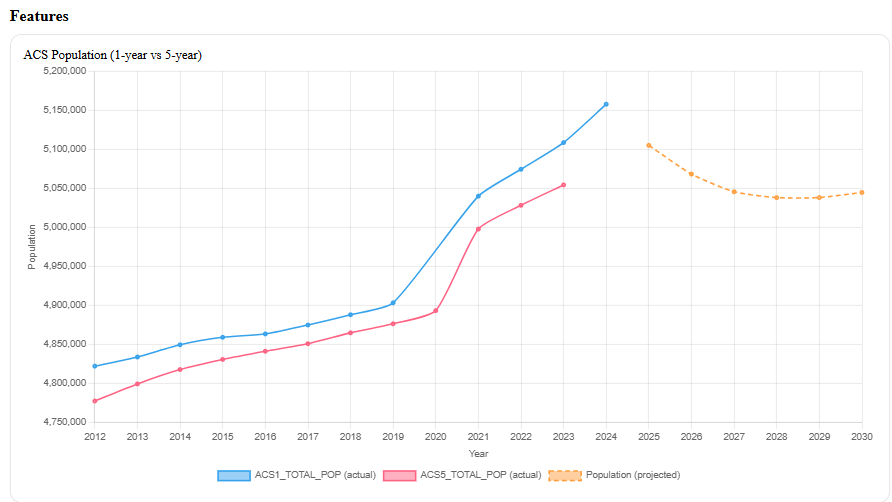 Features
ACS Population (1-year vs 5-year)
5,200,000
5,150,000
5,100,000
5,050,000
5,000,000
4,950,000
4,900,000
4,850,000
4,800,000
4,750,000
Population
2012 2013 2014 2015 2016 2017 2018 2019 2020 2021 2022 2023 2024 2025 2026 2027 2028 2029 2030
Year
ACS1_TOTAL_POP (actual) ACS5_TOTAL_POP (actual) Population (projected)